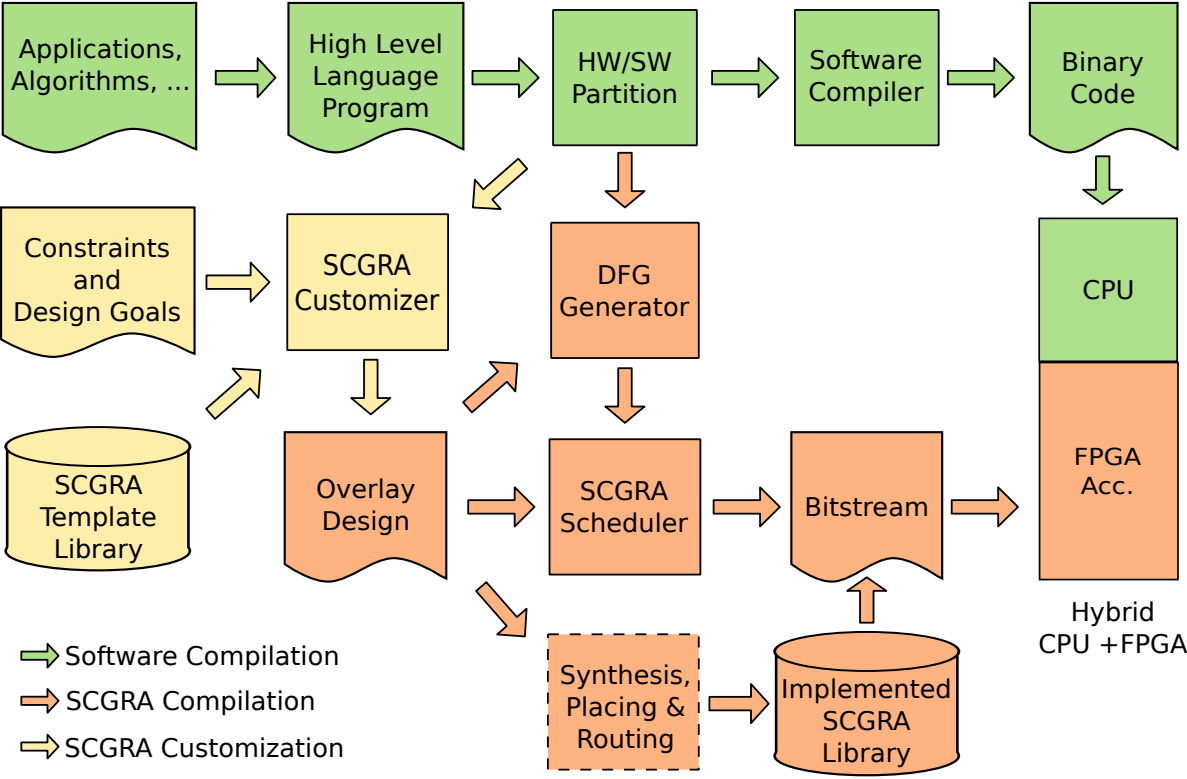 Applications,
Algorithms, ...
High Level
Language
Program
HW/SW
Partition
Software
Compiler
Binary
Code
Constraints
and
Design Goals
SCGRA
Customizer
DFG
Generator
CPU
SCGRA
Template
Library
Overlay
Design
SCGRA
Scheduler
Bitstream
FPGA
Acc.
Hybrid
CPU +FPGA
Synthesis,
Placing &
Routing
Implemented
SCGRA
Library
Software Compilation
SCGRA Compilation
SCGRA Customization